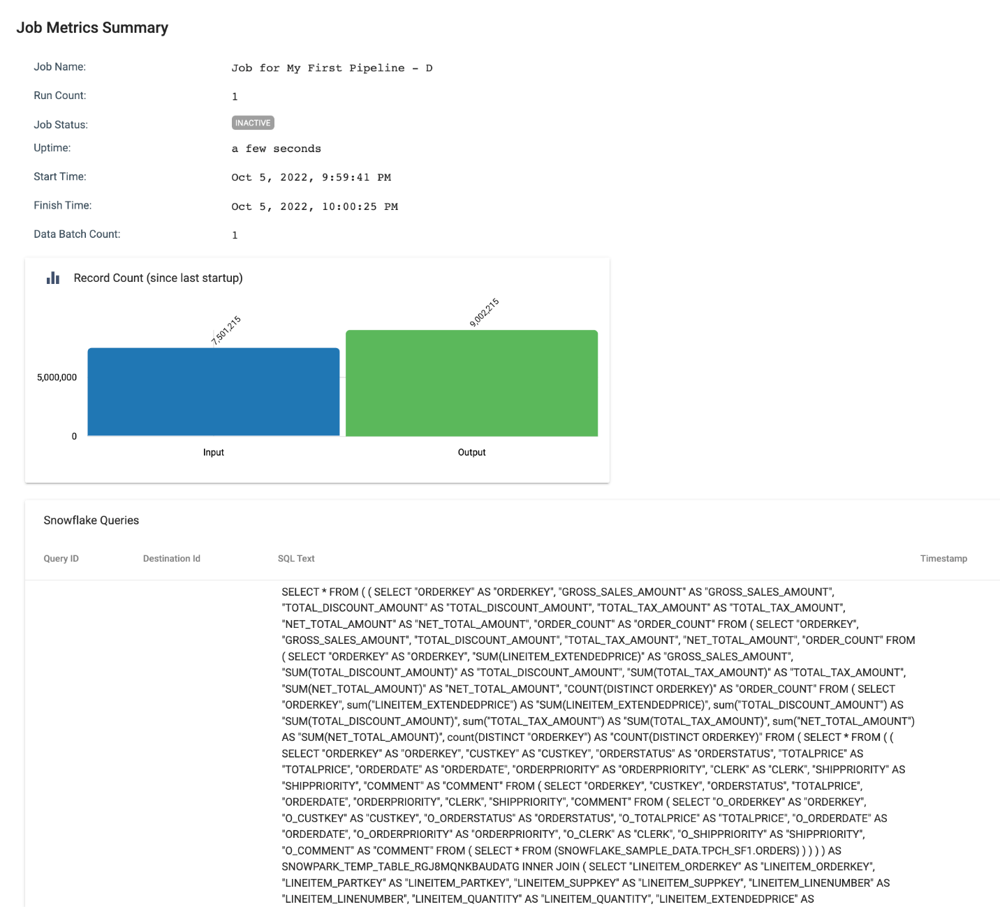 Job Metrics Summary
Job Name: Job for My First Pipeline - D
Run Count: 1
Job Status: INACTIVE
Uptime: a few seconds
Start Time: Oct 5, 2022, 9:59:41 PM
Finish Time: Oct 5, 2022, 10:00:25 PM
Data Batch Count: 1
Record Count (since last startup)
7,501,215
9,002,215
5,000,000
0
Input Output
Snowflake Queries
Query ID Destination Id SQL Text Timestamp
SELECT * FROM ( ( SELECT "ORDERKEY" AS "ORDERKEY", "GROSS_SALES_AMOUNT" AS "GROSS_SALES_AMOUNT",
"TOTAL_DISCOUNT_AMOUNT" AS "TOTAL_DISCOUNT_AMOUNT", "TOTAL_TAX_AMOUNT" AS "TOTAL_TAX_AMOUNT",
"NET_TOTAL_AMOUNT" AS "NET_TOTAL_AMOUNT", "ORDER_COUNT" AS "ORDER_COUNT" FROM ( SELECT "ORDERKEY",
"GROSS_SALES_AMOUNT", "TOTAL_DISCOUNT_AMOUNT", "TOTAL_TAX_AMOUNT", "NET_TOTAL_AMOUNT", "ORDER_COUNT" FROM
( SELECT "ORDERKEY" AS "ORDERKEY", "SUM(LINEITEM_EXTENDEDPRICE)" AS "GROSS_SALES_AMOUNT",
"SUM(TOTAL_DISCOUNT_AMOUNT)" AS "TOTAL_DISCOUNT_AMOUNT", "SUM(TOTAL_TAX_AMOUNT)" AS "TOTAL_TAX_AMOUNT",
"SUM(NET_TOTAL_AMOUNT)" AS "NET_TOTAL_AMOUNT", "COUNT(DISTINCT ORDERKEY)" AS "ORDER_COUNT" FROM ( SELECT
"ORDERKEY", sum("LINEITEM_EXTENDEDPRICE") AS "SUM(LINEITEM_EXTENDEDPRICE)", sum("TOTAL_DISCOUNT_AMOUNT") AS
"SUM(TOTAL_DISCOUNT_AMOUNT)", sum("TOTAL_TAX_AMOUNT") AS "SUM(TOTAL_TAX_AMOUNT)", sum("NET_TOTAL_AMOUNT")
AS "SUM(NET_TOTAL_AMOUNT)", count(DISTINCT "ORDERKEY") AS "COUNT(DISTINCT ORDERKEY)" FROM ( SELECT * FROM ( (
SELECT "ORDERKEY" AS "ORDERKEY", "CUSTKEY" AS "CUSTKEY", "ORDERSTATUS" AS "ORDERSTATUS", "TOTALPRICE" AS
"TOTALPRICE", "ORDERDATE" AS "ORDERDATE", "ORDERPRIORITY" AS "ORDERPRIORITY", "CLERK" AS "CLERK", "SHIPPRIORITY" AS
"SHIPPRIORITY", "COMMENT" AS "COMMENT" FROM ( SELECT "ORDERKEY", "CUSTKEY", "ORDERSTATUS", "TOTALPRICE",
"ORDERDATE", "ORDERPRIORITY", "CLERK", "SHIPPRIORITY", "COMMENT" FROM ( SELECT "O_ORDERKEY" AS "ORDERKEY",
"O_CUSTKEY" AS "CUSTKEY", "O_ORDERSTATUS" AS "ORDERSTATUS", "O_TOTALPRICE" AS "TOTALPRICE", "O_ORDERDATE" AS
"ORDERDATE", "O_ORDERPRIORITY" AS "ORDERPRIORITY", "O_CLERK" AS "CLERK", "O_SHIPPRIORITY" AS "SHIPPRIORITY",
"O_COMMENT" AS "COMMENT" FROM ( SELECT * FROM (SNOWFLAKE_SAMPLE_DATA.TPCH_SF1.ORDERS) ) ) ) ) AS
SNOWPARK_TEMP_TABLE_RGJ8MQNKBAUDATG INNER JOIN ( SELECT "LINEITEM_ORDERKEY" AS "LINEITEM_ORDERKEY",
"LINEITEM_PARTKEY" AS "LINEITEM_PARTKEY", "LINEITEM_SUPPKEY" AS "LINEITEM_SUPPKEY", "LINEITEM_LINENUMBER" AS
"LINEITEM_LINENUMBER", "LINEITEM_QUANTITY" AS "LINEITEM_QUANTITY", "LINEITEM_EXTENDEDPRICE" AS